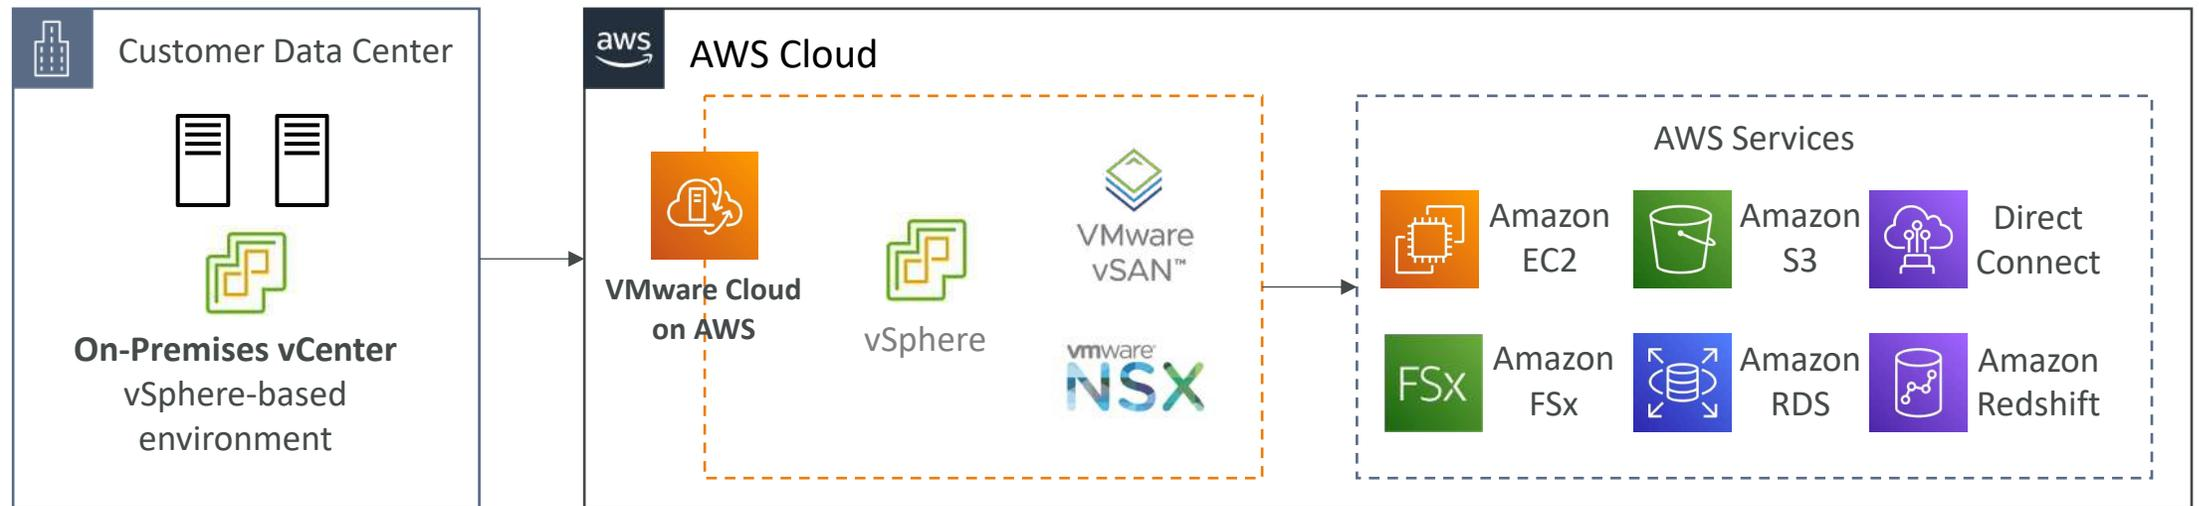 Customer Data Center
On-Premises vCenter
vSphere-based
environment
aws
AWS Cloud
VMware Cloud
on AWS
vSphere
VMware
vSAN™
vmware®
NSX
AWS Services
Amazon
EC2
Amazon
S3
Direct
Connect
FSx
Amazon
FSx
Amazon
RDS
Amazon
Redshift